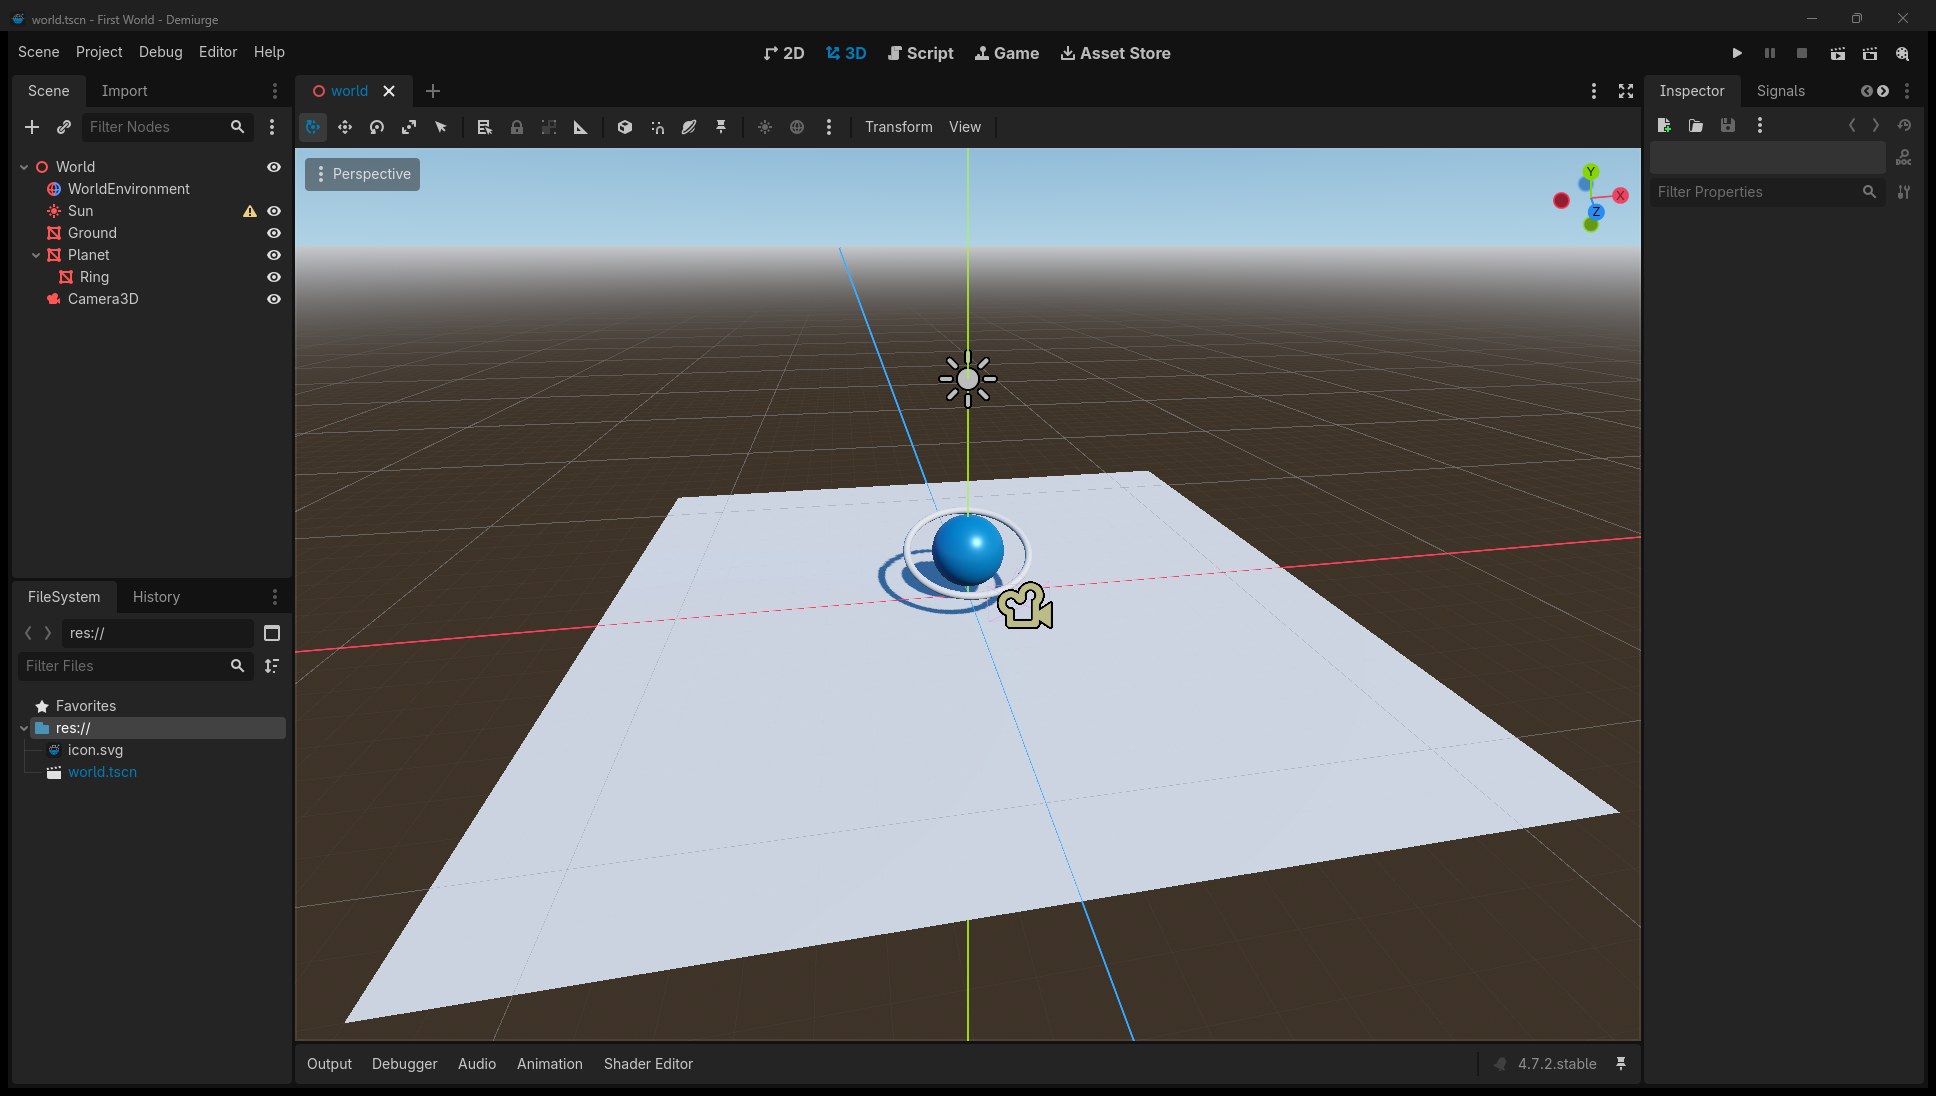 world.tscn - First World - Demiurge
Scene Project Debug Editor Help
2D 3D Script Game Asset Store
Scene Import
world
Inspector Signals
Filter Nodes
Transform View
World
WorldEnvironment
Sun
Ground
Planet
Ring
Camera3D
Perspective
Y
X
Z
Filter Properties
FileSystem History
res://
Filter Files
Favorites
res://
icon.svg
world.tscn
Output Debugger Audio Animation Shader Editor
4.7.2.stable